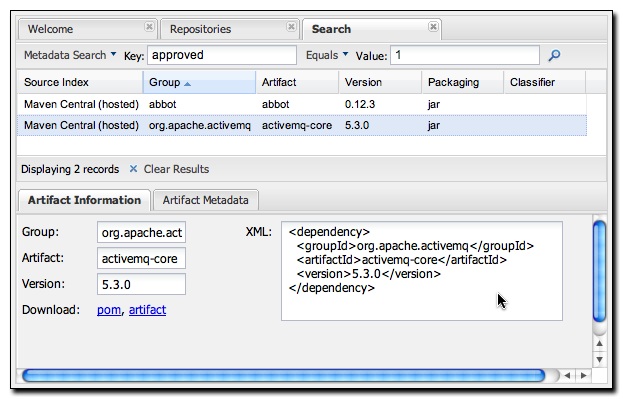 Welcome Repositories Search
Metadata Search Key: approved Equals Value: 1
Source Index Group Artifact Version Packaging Classifier
Maven Central (hosted) abbot abbot 0.12.3 jar
Maven Central (hosted) org.apache.activemq activemq-core 5.3.0 jar
Displaying 2 records Clear Results
Artifact Information Artifact Metadata
Group: org.apache.act
Artifact: activemq-core
Version: 5.3.0
Download: pom, artifact
XML: <dependency>
<groupId>org.apache.activemq</groupId>
<artifactId>activemq-core</artifactId>
<version>5.3.0</version>
</dependency>